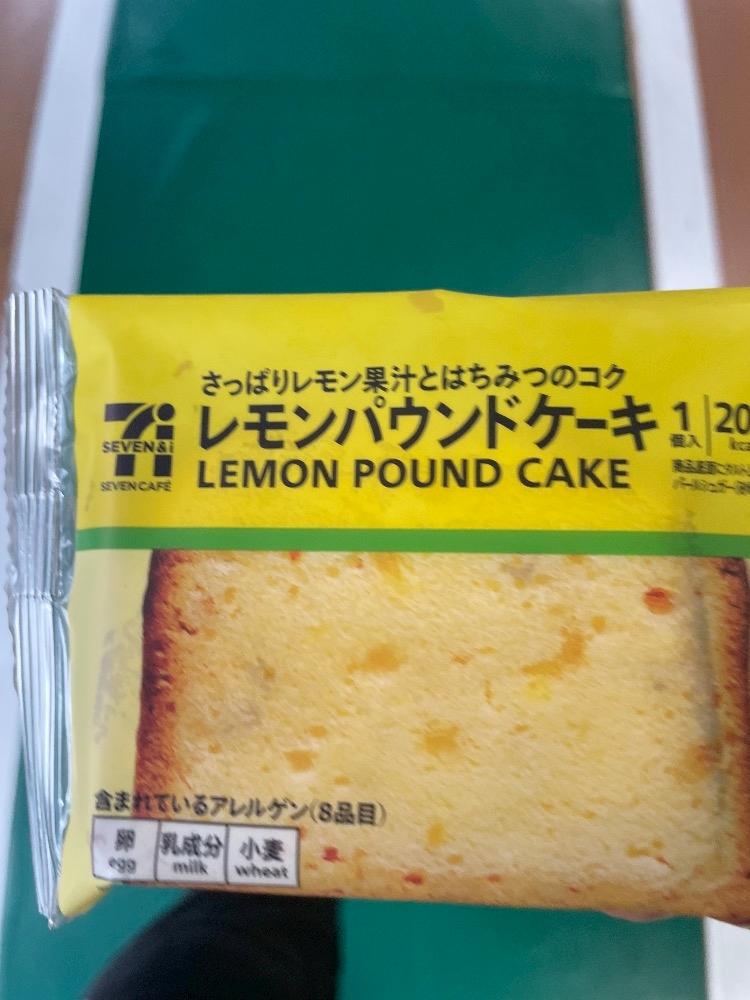 さっぱりレモン果汁とはちみつのコク
レモンパウンドケーキ
LEMON POUND CAKE
SEVEN&i
SEVEN CAFÉ
1
個入
20
含まれているアレルゲン(8品目)
卵 乳成分 小麦
egg milk wheat